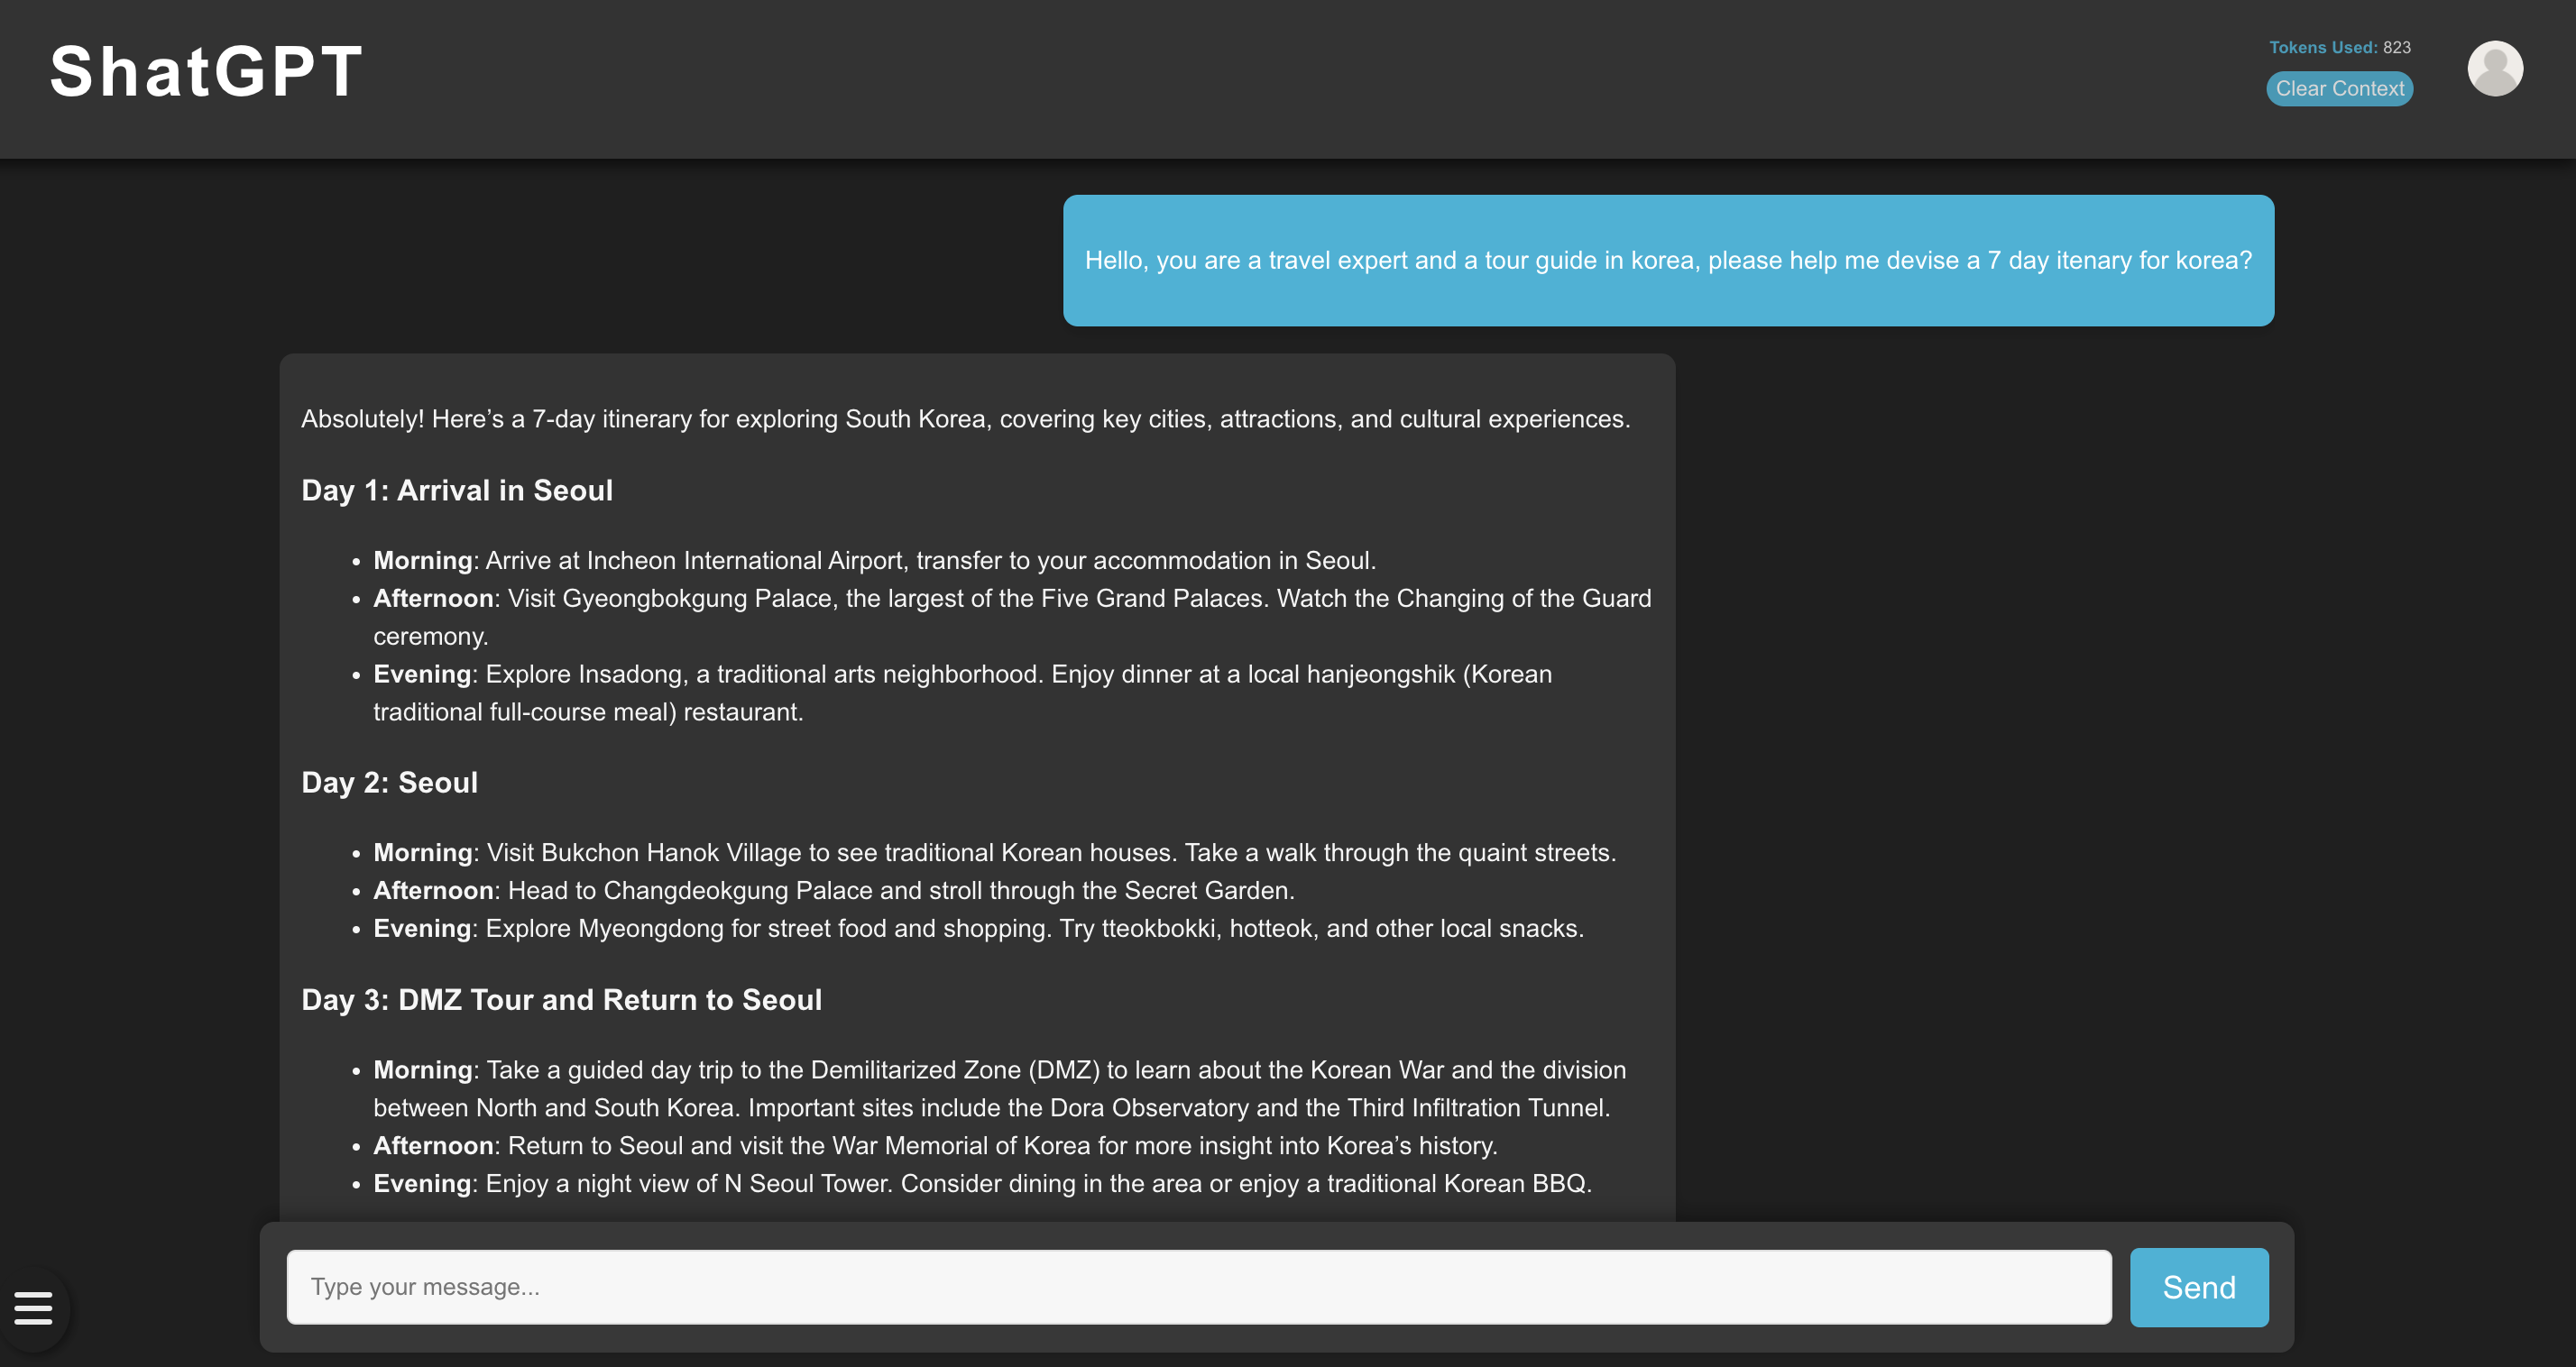 ShatGPT
Tokens Used: 823
Clear Context
Hello, you are a travel expert and a tour guide in korea, please help me devise a 7 day itenary for korea?
Absolutely! Here’s a 7-day itinerary for exploring South Korea, covering key cities, attractions, and cultural experiences.
Day 1: Arrival in Seoul
• Morning: Arrive at Incheon International Airport, transfer to your accommodation in Seoul.
• Afternoon: Visit Gyeongbokgung Palace, the largest of the Five Grand Palaces. Watch the Changing of the Guard
ceremony.
• Evening: Explore Insadong, a traditional arts neighborhood. Enjoy dinner at a local hanjeongshik (Korean
traditional full-course meal) restaurant.
Day 2: Seoul
• Morning: Visit Bukchon Hanok Village to see traditional Korean houses. Take a walk through the quaint streets.
• Afternoon: Head to Changdeokgung Palace and stroll through the Secret Garden.
• Evening: Explore Myeongdong for street food and shopping. Try tteokbokki, hotteok, and other local snacks.
Day 3: DMZ Tour and Return to Seoul
• Morning: Take a guided day trip to the Demilitarized Zone (DMZ) to learn about the Korean War and the division
between North and South Korea. Important sites include the Dora Observatory and the Third Infiltration Tunnel.
• Afternoon: Return to Seoul and visit the War Memorial of Korea for more insight into Korea’s history.
• Evening: Enjoy a night view of N Seoul Tower. Consider dining in the area or enjoy a traditional Korean BBQ.
Type your message...
Send